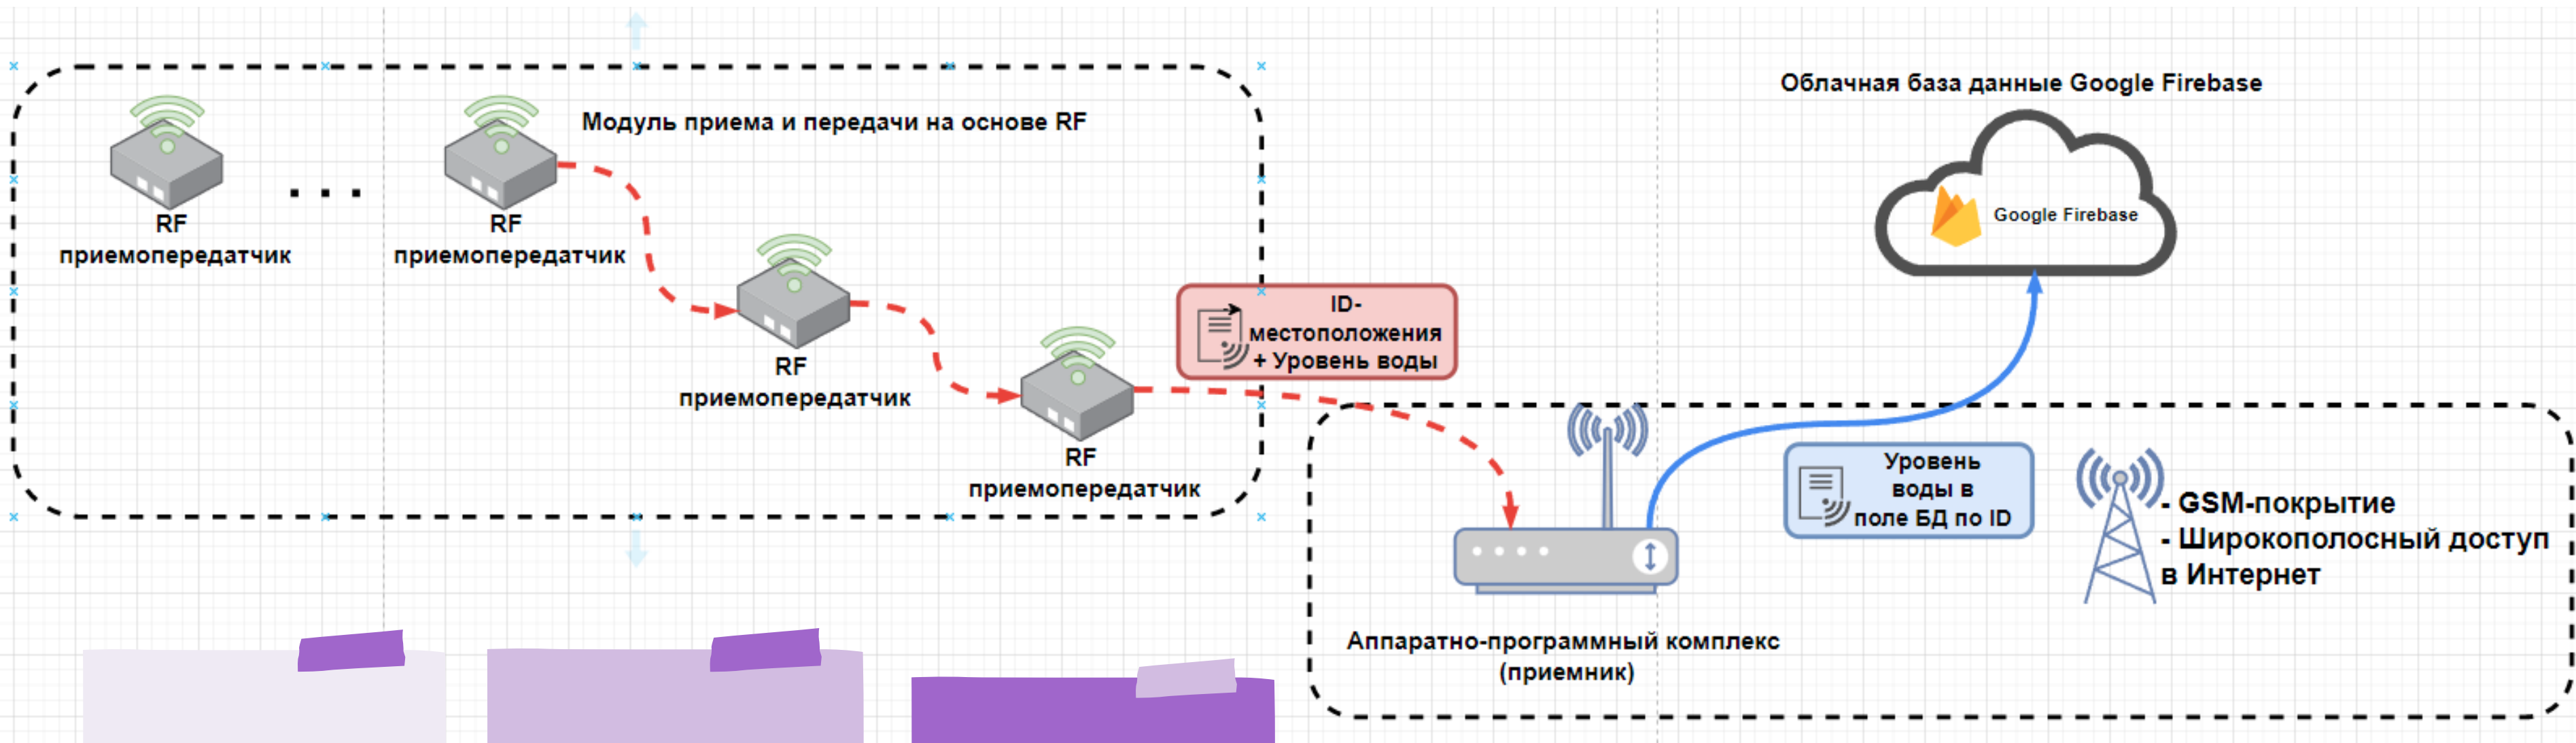 Облачная база данные Google Firebase
Модуль приема и передачи на основе RF
Google Firebase
RF
приемопередатчик
. . .
RF
приемопередатчик
RF
приемопередатчик
RF
приемопередатчик
ID-
местоположения
+ Уровень воды
Уровень
воды в
поле БД по ID
- GSM-покрытие
- Широкополосный доступ
в Интернет
Аппаратно-программный комплекс
(приемник)